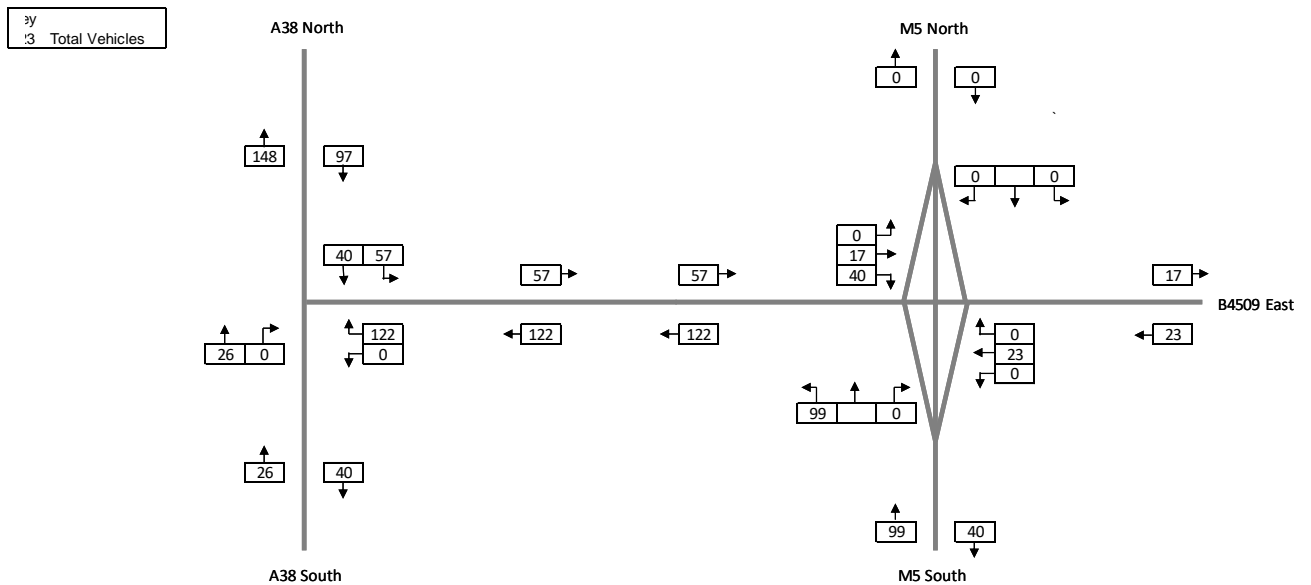 Total Vehicles
A38 North
M5 North
0 0
148 97
0 0
0
17
40
40 57
57 57 17
B4509 East
122
0
122 122 23
26 0
0
23
0
99 0
26 40
99 40
A38 South
M5 South